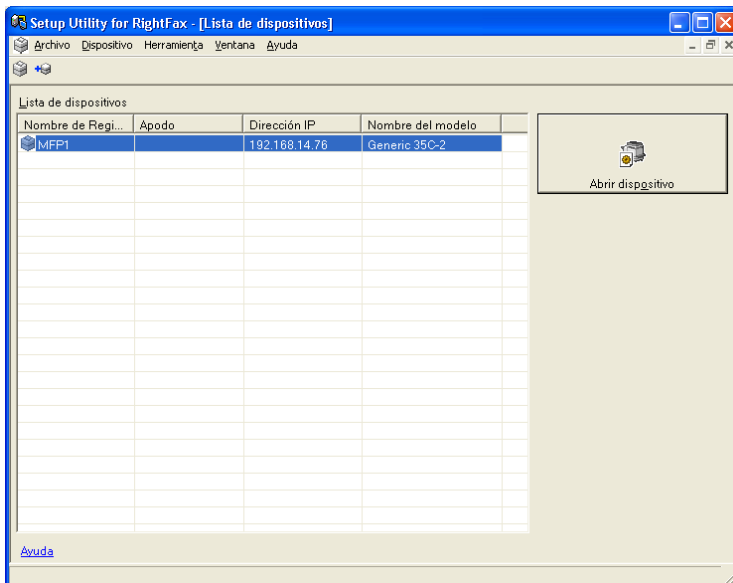 Setup Utility for RightFax - [Lista de dispositivos]
Archivo Dispositivo Herramienta Ventana Ayuda
Lista de dispositivos
Nombre de Regi... Apodo Dirección IP Nombre del modelo
MFP1 192.168.14.76 Generic 35C-2
Abrir dispositivo
Ayuda